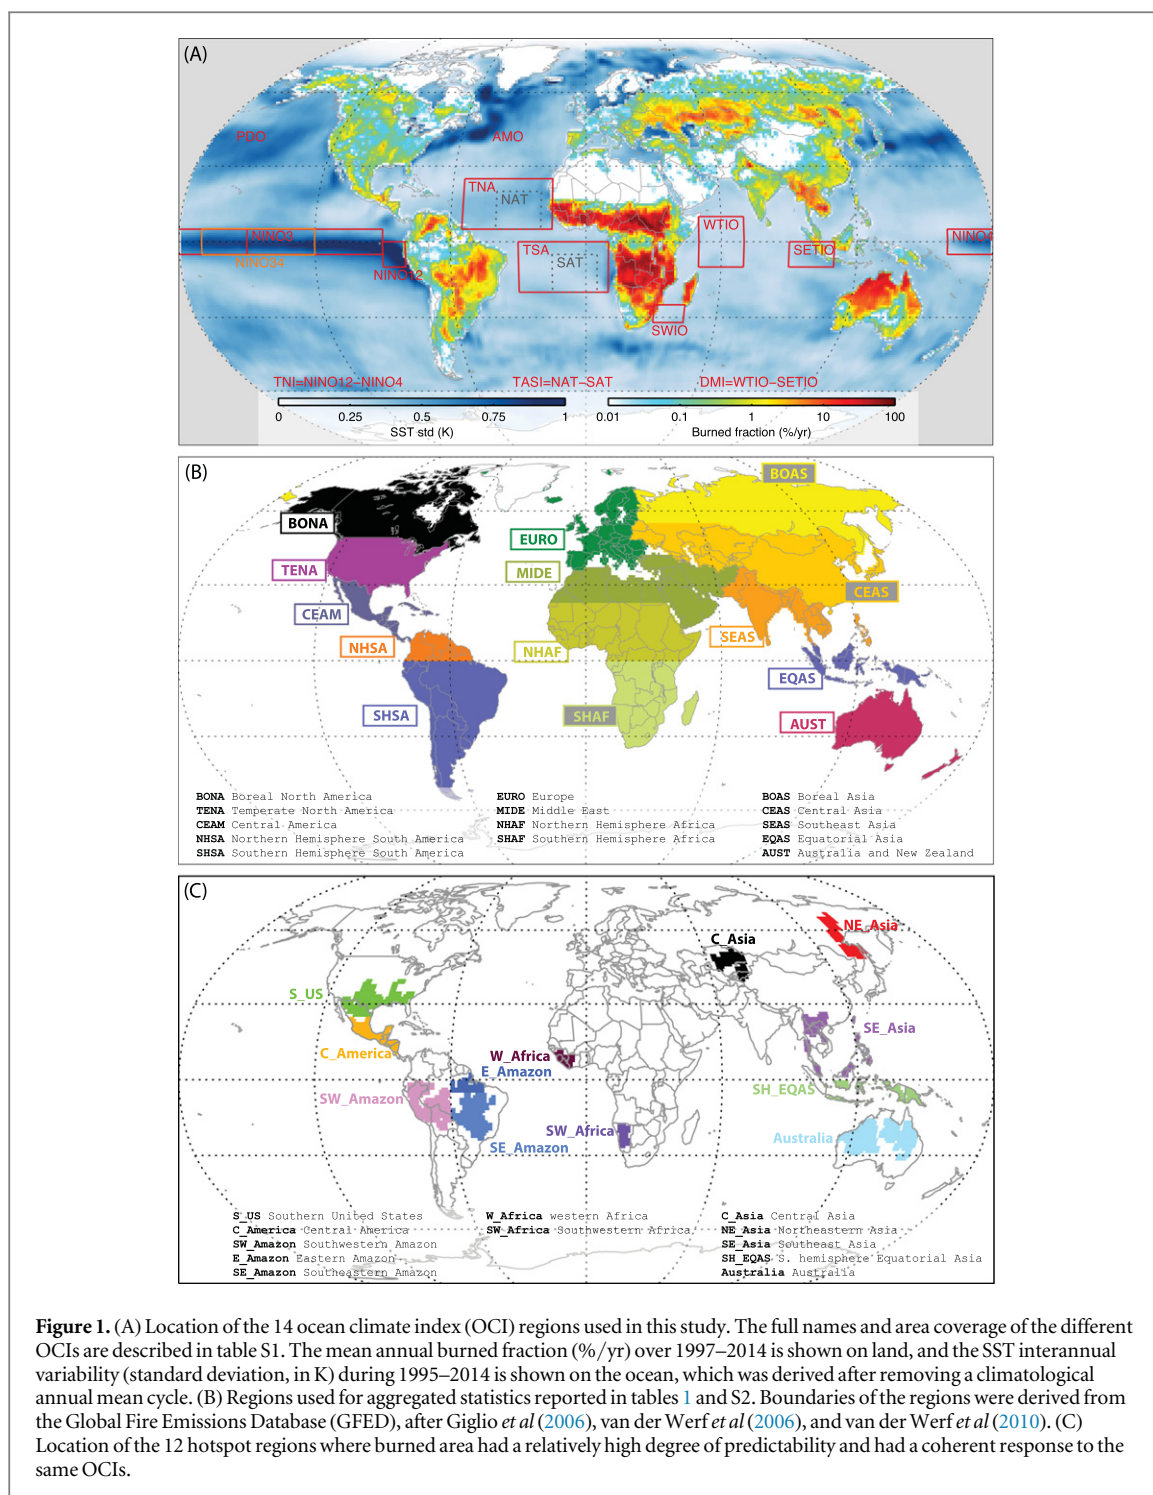 (A)
PDO
AMO
TNA
NAT
WTIO
NINO3
NINO4
TSA
SETIO
SAT
NINO34
NINO12
SWIO
TNI=NINO12–NINO4
TASI=NAT–SAT
DMI=WTIO–SETIO
0 0.25 0.5 0.75 1
0.01 0.1 1 10 100
SST std (K)
Burned fraction (%/yr)
(B)
BOAS
BONA
EURO
TENA
MIDE
CEAS
CEAM
SEAS
NHSA
NHAF
EQAS
SHSA
SHAF
AUST
BONA Boreal North America
TENA Temperate North America
CEAM Central America
NHSA Northern Hemisphere South America
SHSA Southern Hemisphere South America
EURO Europe
MIDE Middle East
NHAF Northern Hemisphere Africa
SHAF Southern Hemisphere Africa
BOAS Boreal Asia
CEAS Central Asia
SEAS Southeast Asia
EQAS Equatorial Asia
AUST Australia and New Zealand
(C)
NE_Asia
C_Asia
S_US
SE_Asia
C_America
W_Africa
E_Amazon
SH_EQAS
SW_Amazon
SW_Africa
Australia
SE_Amazon
S_US Southern United States
C_America Central America
SW_Amazon Southwestern Amazon
E_Amazon Eastern Amazon
SE_Amazon Southeastern Amazon
W_Africa western Africa
SW_Africa Southwestern Africa
C_Asia Central Asia
NE_Asia Northeastern Asia
SE_Asia Southeast Asia
SH_EQAS S. hemisphere Equatorial Asia
Australia Australia
Figure 1. (A) Location of the 14 ocean climate index (OCI) regions used in this study. The full names and area coverage of the different
OCIs are described in table S1. The mean annual burned fraction (%/yr) over 1997–2014 is shown on land, and the SST interannual
variability (standard deviation, in K) during 1995–2014 is shown on the ocean, which was derived after removing a climatological
annual mean cycle. (B) Regions used for aggregated statistics reported in tables 1 and S2. Boundaries of the regions were derived from
the Global Fire Emissions Database (GFED), after Giglio et al (2006), van der Werf et al (2006), and van der Werf et al (2010). (C)
Location of the 12 hotspot regions where burned area had a relatively high degree of predictability and had a coherent response to the
same OCIs.